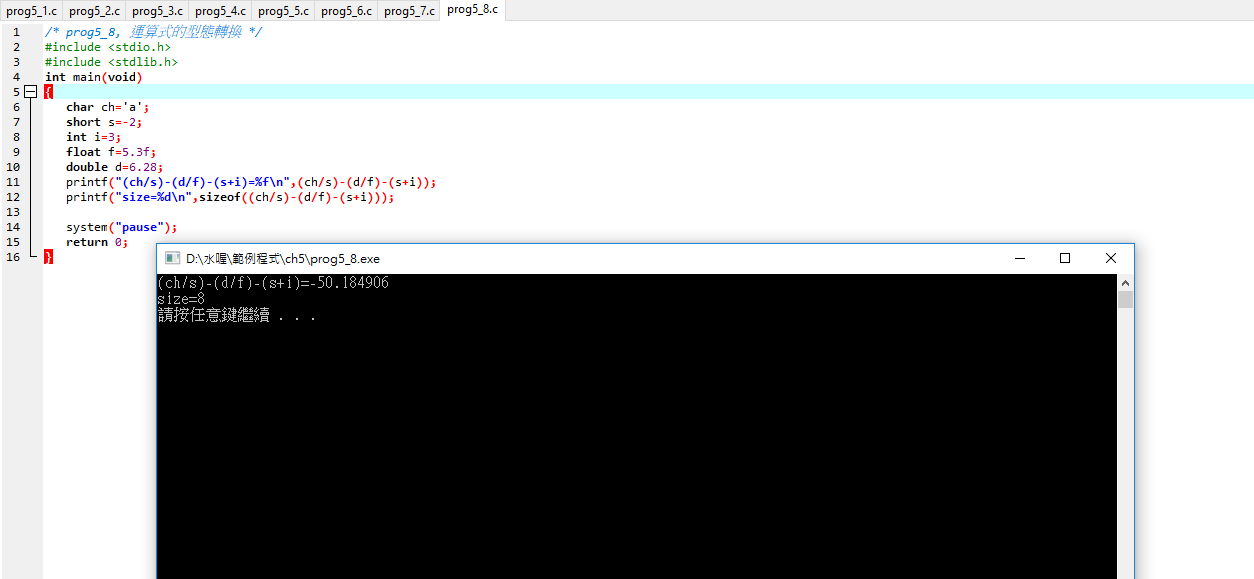 prog5_1.c prog5_2.c prog5_3.c prog5_4.c prog5_5.c prog5_6.c prog5_7.c prog5_8.c
1 /* prog5_8, 運算式的型態轉換 */
2 #include <stdio.h>
3 #include <stdlib.h>
4 int main(void)
5 {
6 char ch='a';
7 short s=-2;
8 int i=3;
9 float f=5.3f;
10 double d=6.28;
11 printf("(ch/s)-(d/f)-(s+i)=%f\n",(ch/s)-(d/f)-(s+i));
12 printf("size=%d\n",sizeof((ch/s)-(d/f)-(s+i)));
13
14 system("pause");
15 return 0;
16 }
D:\水喔\範例程式\ch5\prog5_8.exe
(ch/s)-(d/f)-(s+i)=-50.184906
size=8
請按任意鍵繼續 . . .